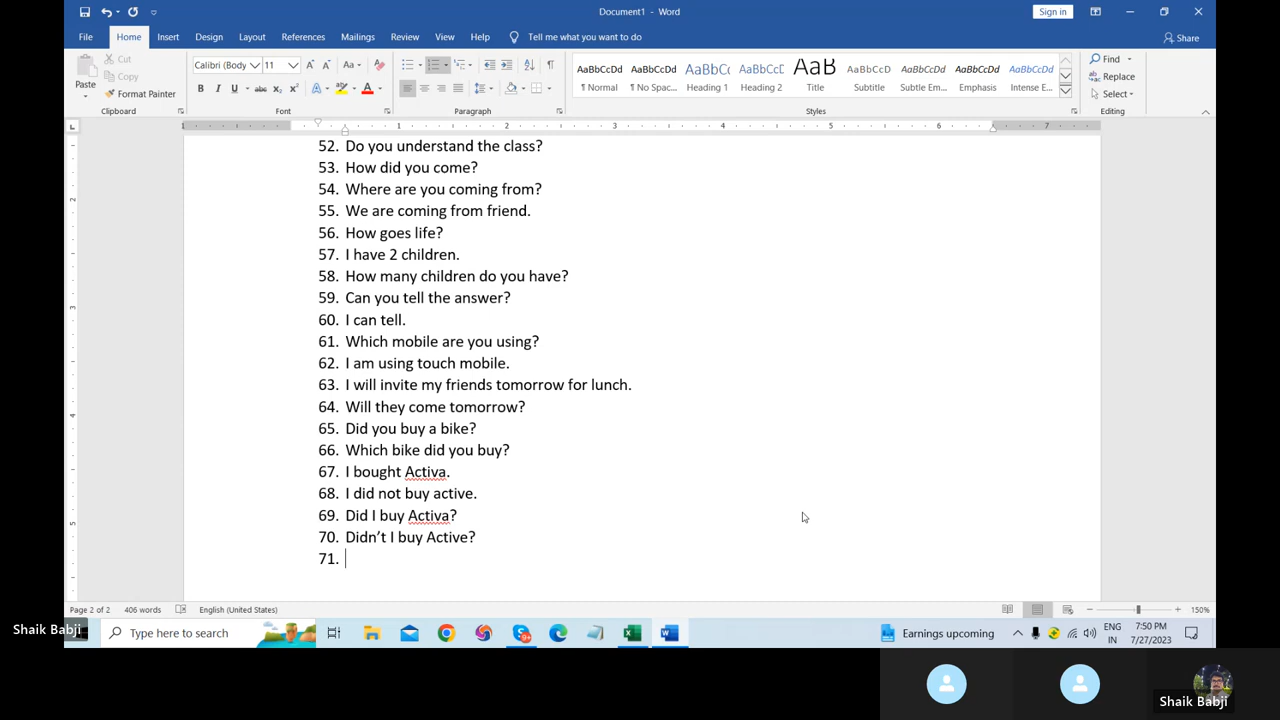 Document1 - Word
Sign in
File Home Insert Design Layout References Mailings Review View Help Tell me what you want to do
Share
Paste
Cut
Copy
Format Painter
Clipboard
Calibri (Body 11
Font
Paragraph
AaBbCcDd AaBbCcDd AaBbCc AaBbCcC AaB AaBbCcD AaBbCcDd AaBbCcDd AaBbCcDd
¶ Normal ¶ No Spac... Heading 1 Heading 2 Title Subtitle Subtle Em... Emphasis Intense E...
Styles
Find
Replace
Select
Editing
52. Do you understand the class?
53. How did you come?
54. Where are you coming from?
55. We are coming from friend.
56. How goes life?
57. I have 2 children.
58. How many children do you have?
59. Can you tell the answer?
60. I can tell.
61. Which mobile are you using?
62. I am using touch mobile.
63. I will invite my friends tomorrow for lunch.
64. Will they come tomorrow?
65. Did you buy a bike?
66. Which bike did you buy?
67. I bought Activa.
68. I did not buy active.
69. Did I buy Activa?
70. Didn’t I buy Active?
71.
Page 2 of 2 406 words English (United States) 150%
Shaik Babji
Type here to search
Earnings upcoming
ENG
IN
7:50 PM
7/27/2023
Shaik Babji